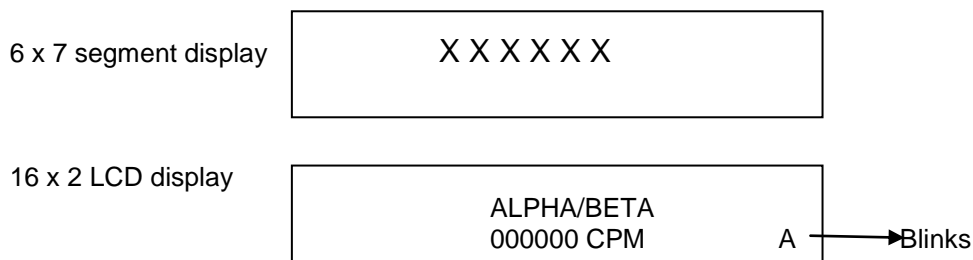 6 x 7 segment display
X X X X X X
16 x 2 LCD display
ALPHA/BETA
000000 CPM A Blinks